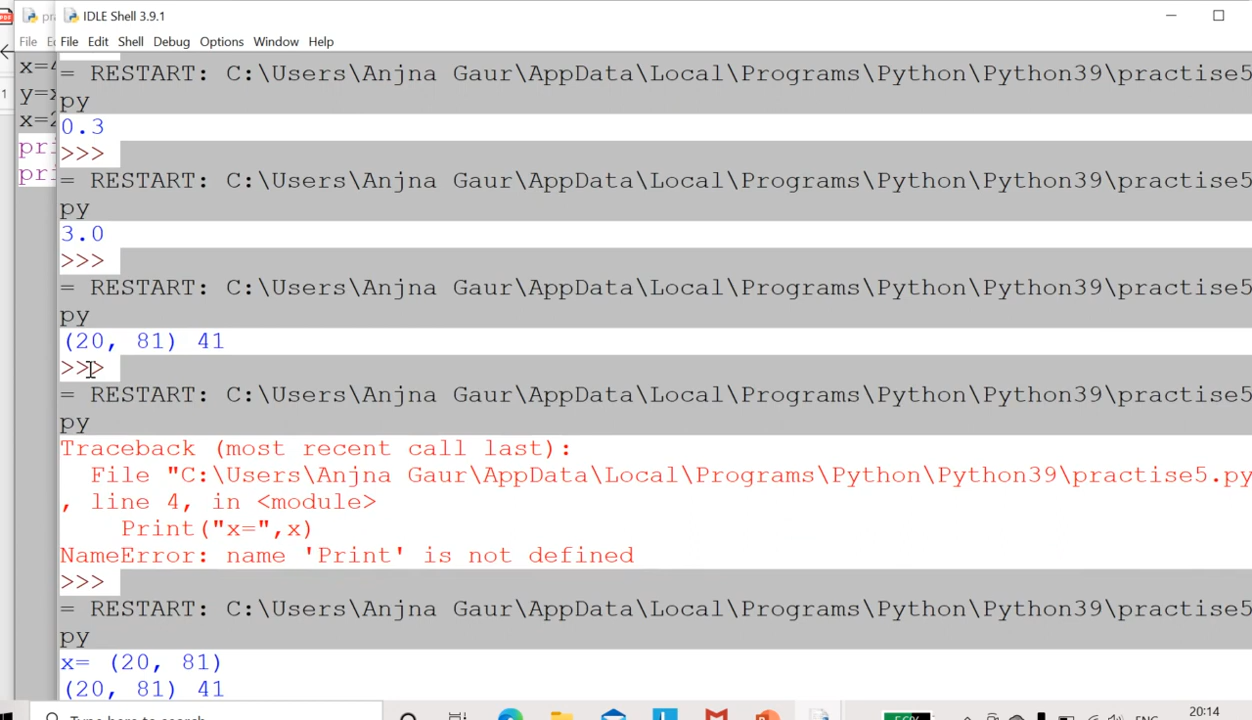 IDLE Shell 3.9.1
File Edit Shell Debug Options Window Help
File
x=4
y=x
x=2
pri
pri
= RESTART: C:\Users\Anjna Gaur\AppData\Local\Programs\Python\Python39\practise5
py
0.3
>>>
= RESTART: C:\Users\Anjna Gaur\AppData\Local\Programs\Python\Python39\practise5
py
3.0
>>>
= RESTART: C:\Users\Anjna Gaur\AppData\Local\Programs\Python\Python39\practise5
py
(20, 81) 41
>>>
= RESTART: C:\Users\Anjna Gaur\AppData\Local\Programs\Python\Python39\practise5
py
Traceback (most recent call last):
File "C:\Users\Anjna Gaur\AppData\Local\Programs\Python\Python39\practise5.py
, line 4, in <module>
Print("x=",x)
NameError: name 'Print' is not defined
>>>
= RESTART: C:\Users\Anjna Gaur\AppData\Local\Programs\Python\Python39\practise5
py
x= (20, 81)
(20, 81) 41
20:14